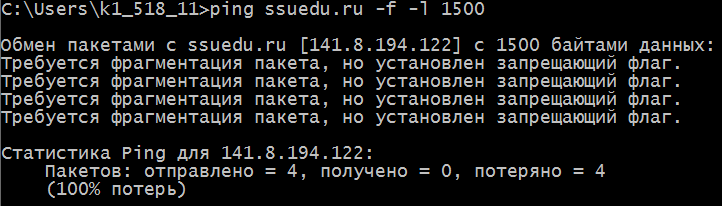 C:\Users\k1_518_11>ping ssuedu.ru -f -l 1500
Обмен пакетами с ssuedu.ru [141.8.194.122] с 1500 байтами данных:
Требуется фрагментация пакета, но установлен запрещающий флаг.
Требуется фрагментация пакета, но установлен запрещающий флаг.
Требуется фрагментация пакета, но установлен запрещающий флаг.
Требуется фрагментация пакета, но установлен запрещающий флаг.
Статистика Ping для 141.8.194.122:
Пакетов: отправлено = 4, получено = 0, потеряно = 4
(100% потерь)